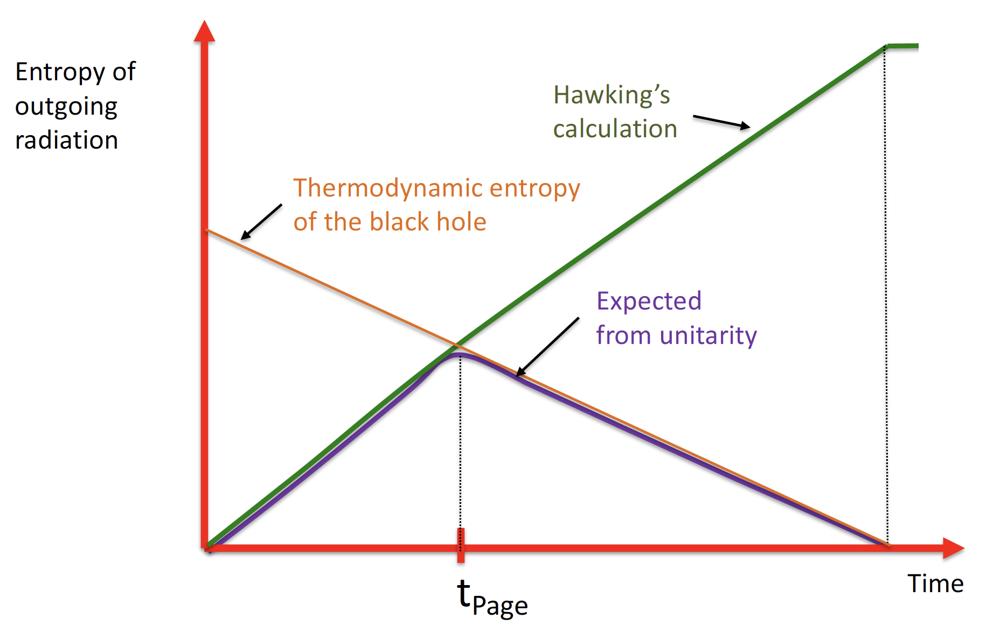 Entropy of
outgoing
radiation
Hawking’s
calculation
Thermodynamic entropy
of the black hole
Expected
from unitarity
Time
tPage